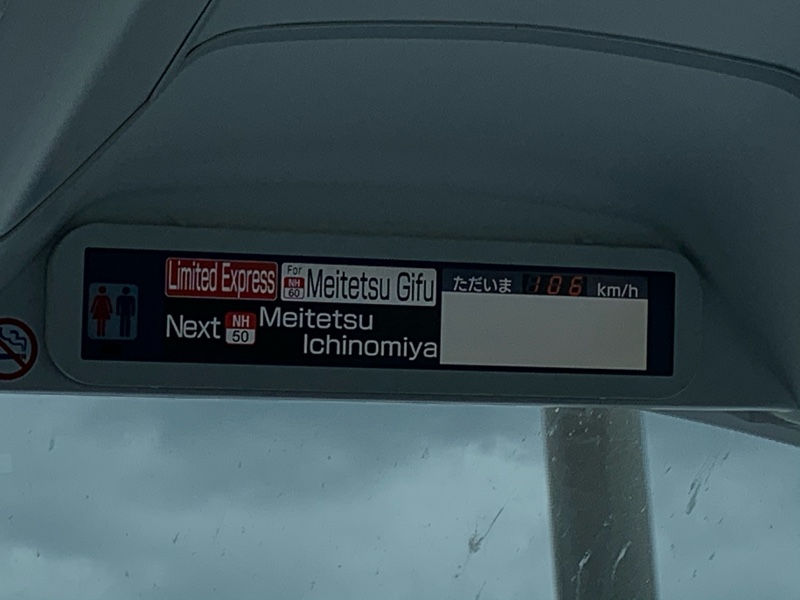 Limited Express For NH 60 Meitetsu Gifu ただいま 106 km/h
Next NH 50 Meitetsu
Ichinomiya